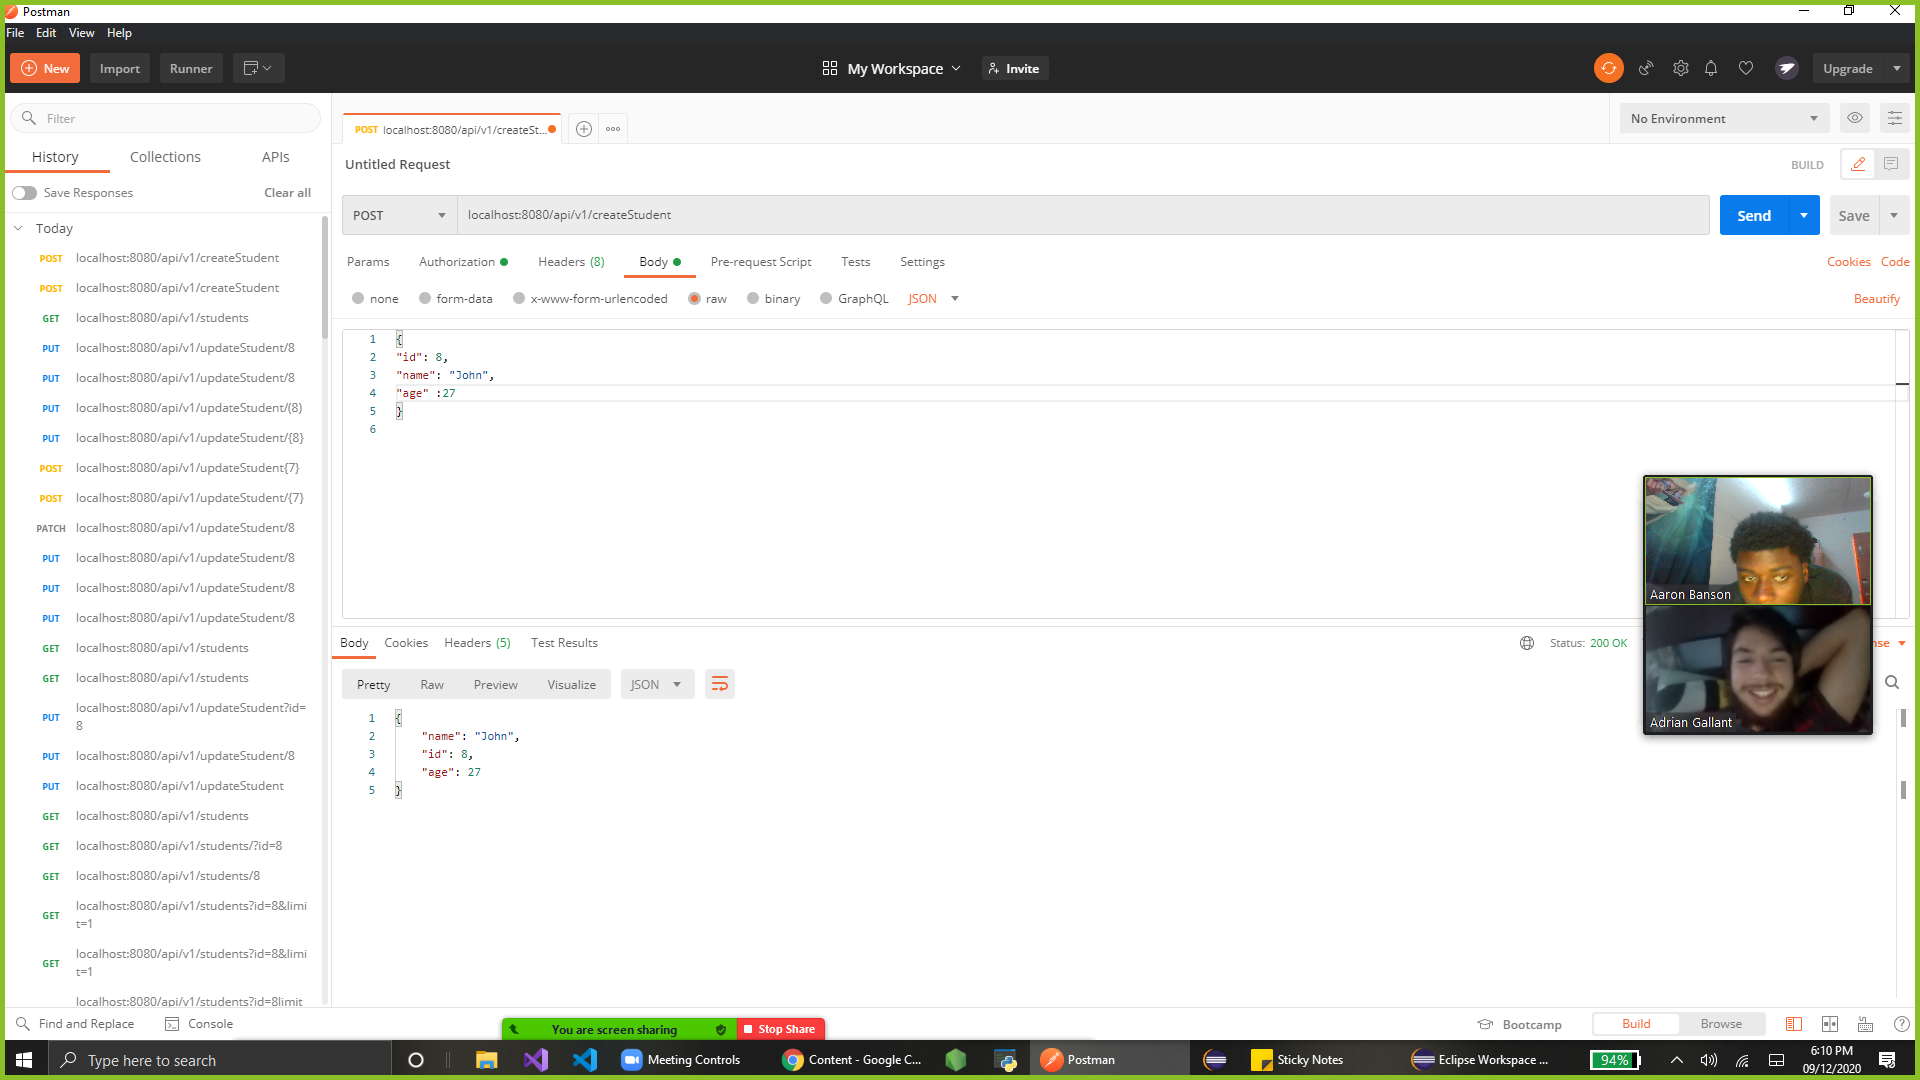 Postman
File Edit View Help
New Import Runner My Workspace Invite Upgrade
Filter
History Collections APIs
Save Responses Clear all
Today
POST localhost:8080/api/v1/createStudent
POST localhost:8080/api/v1/createStudent
GET localhost:8080/api/v1/students
PUT localhost:8080/api/v1/updateStudent/8
PUT localhost:8080/api/v1/updateStudent/8
PUT localhost:8080/api/v1/updateStudent/(8)
PUT localhost:8080/api/v1/updateStudent/{8}
POST localhost:8080/api/v1/updateStudent{7}
POST localhost:8080/api/v1/updateStudent/{7}
PATCH localhost:8080/api/v1/updateStudent/8
PUT localhost:8080/api/v1/updateStudent/8
PUT localhost:8080/api/v1/updateStudent/8
PUT localhost:8080/api/v1/updateStudent/8
GET localhost:8080/api/v1/students
GET localhost:8080/api/v1/students
PUT localhost:8080/api/v1/updateStudent?id=
8
PUT localhost:8080/api/v1/updateStudent/8
PUT localhost:8080/api/v1/updateStudent
GET localhost:8080/api/v1/students
GET localhost:8080/api/v1/students/?id=8
GET localhost:8080/api/v1/students/8
GET localhost:8080/api/v1/students?id=8&limi
t=1
GET localhost:8080/api/v1/students?id=8&limi
t=1
localhost:8080/api/v1/students?id=8limit
POST localhost:8080/api/v1/createSt...
No Environment
Untitled Request
BUILD
POST localhost:8080/api/v1/createStudent Send Save
Params Authorization Headers (8) Body Pre-request Script Tests Settings Cookies Code
none form-data x-www-form-urlencoded raw binary GraphQL JSON Beautify
1 {
2 "id": 8,
3 "name": "John",
4 "age" :27
5 }
6
Aaron Banson
Adrian Gallant
Body Cookies Headers (5) Test Results Status: 200 OK nse
Pretty Raw Preview Visualize JSON
1 {
2 "name": "John",
3 "id": 8,
4 "age": 27
5 }
Find and Replace Console You are screen sharing Stop Share Bootcamp Build Browse
Type here to search Meeting Controls Content - Google C... Postman Sticky Notes Eclipse Workspace ... 94% 6:10 PM
09/12/2020